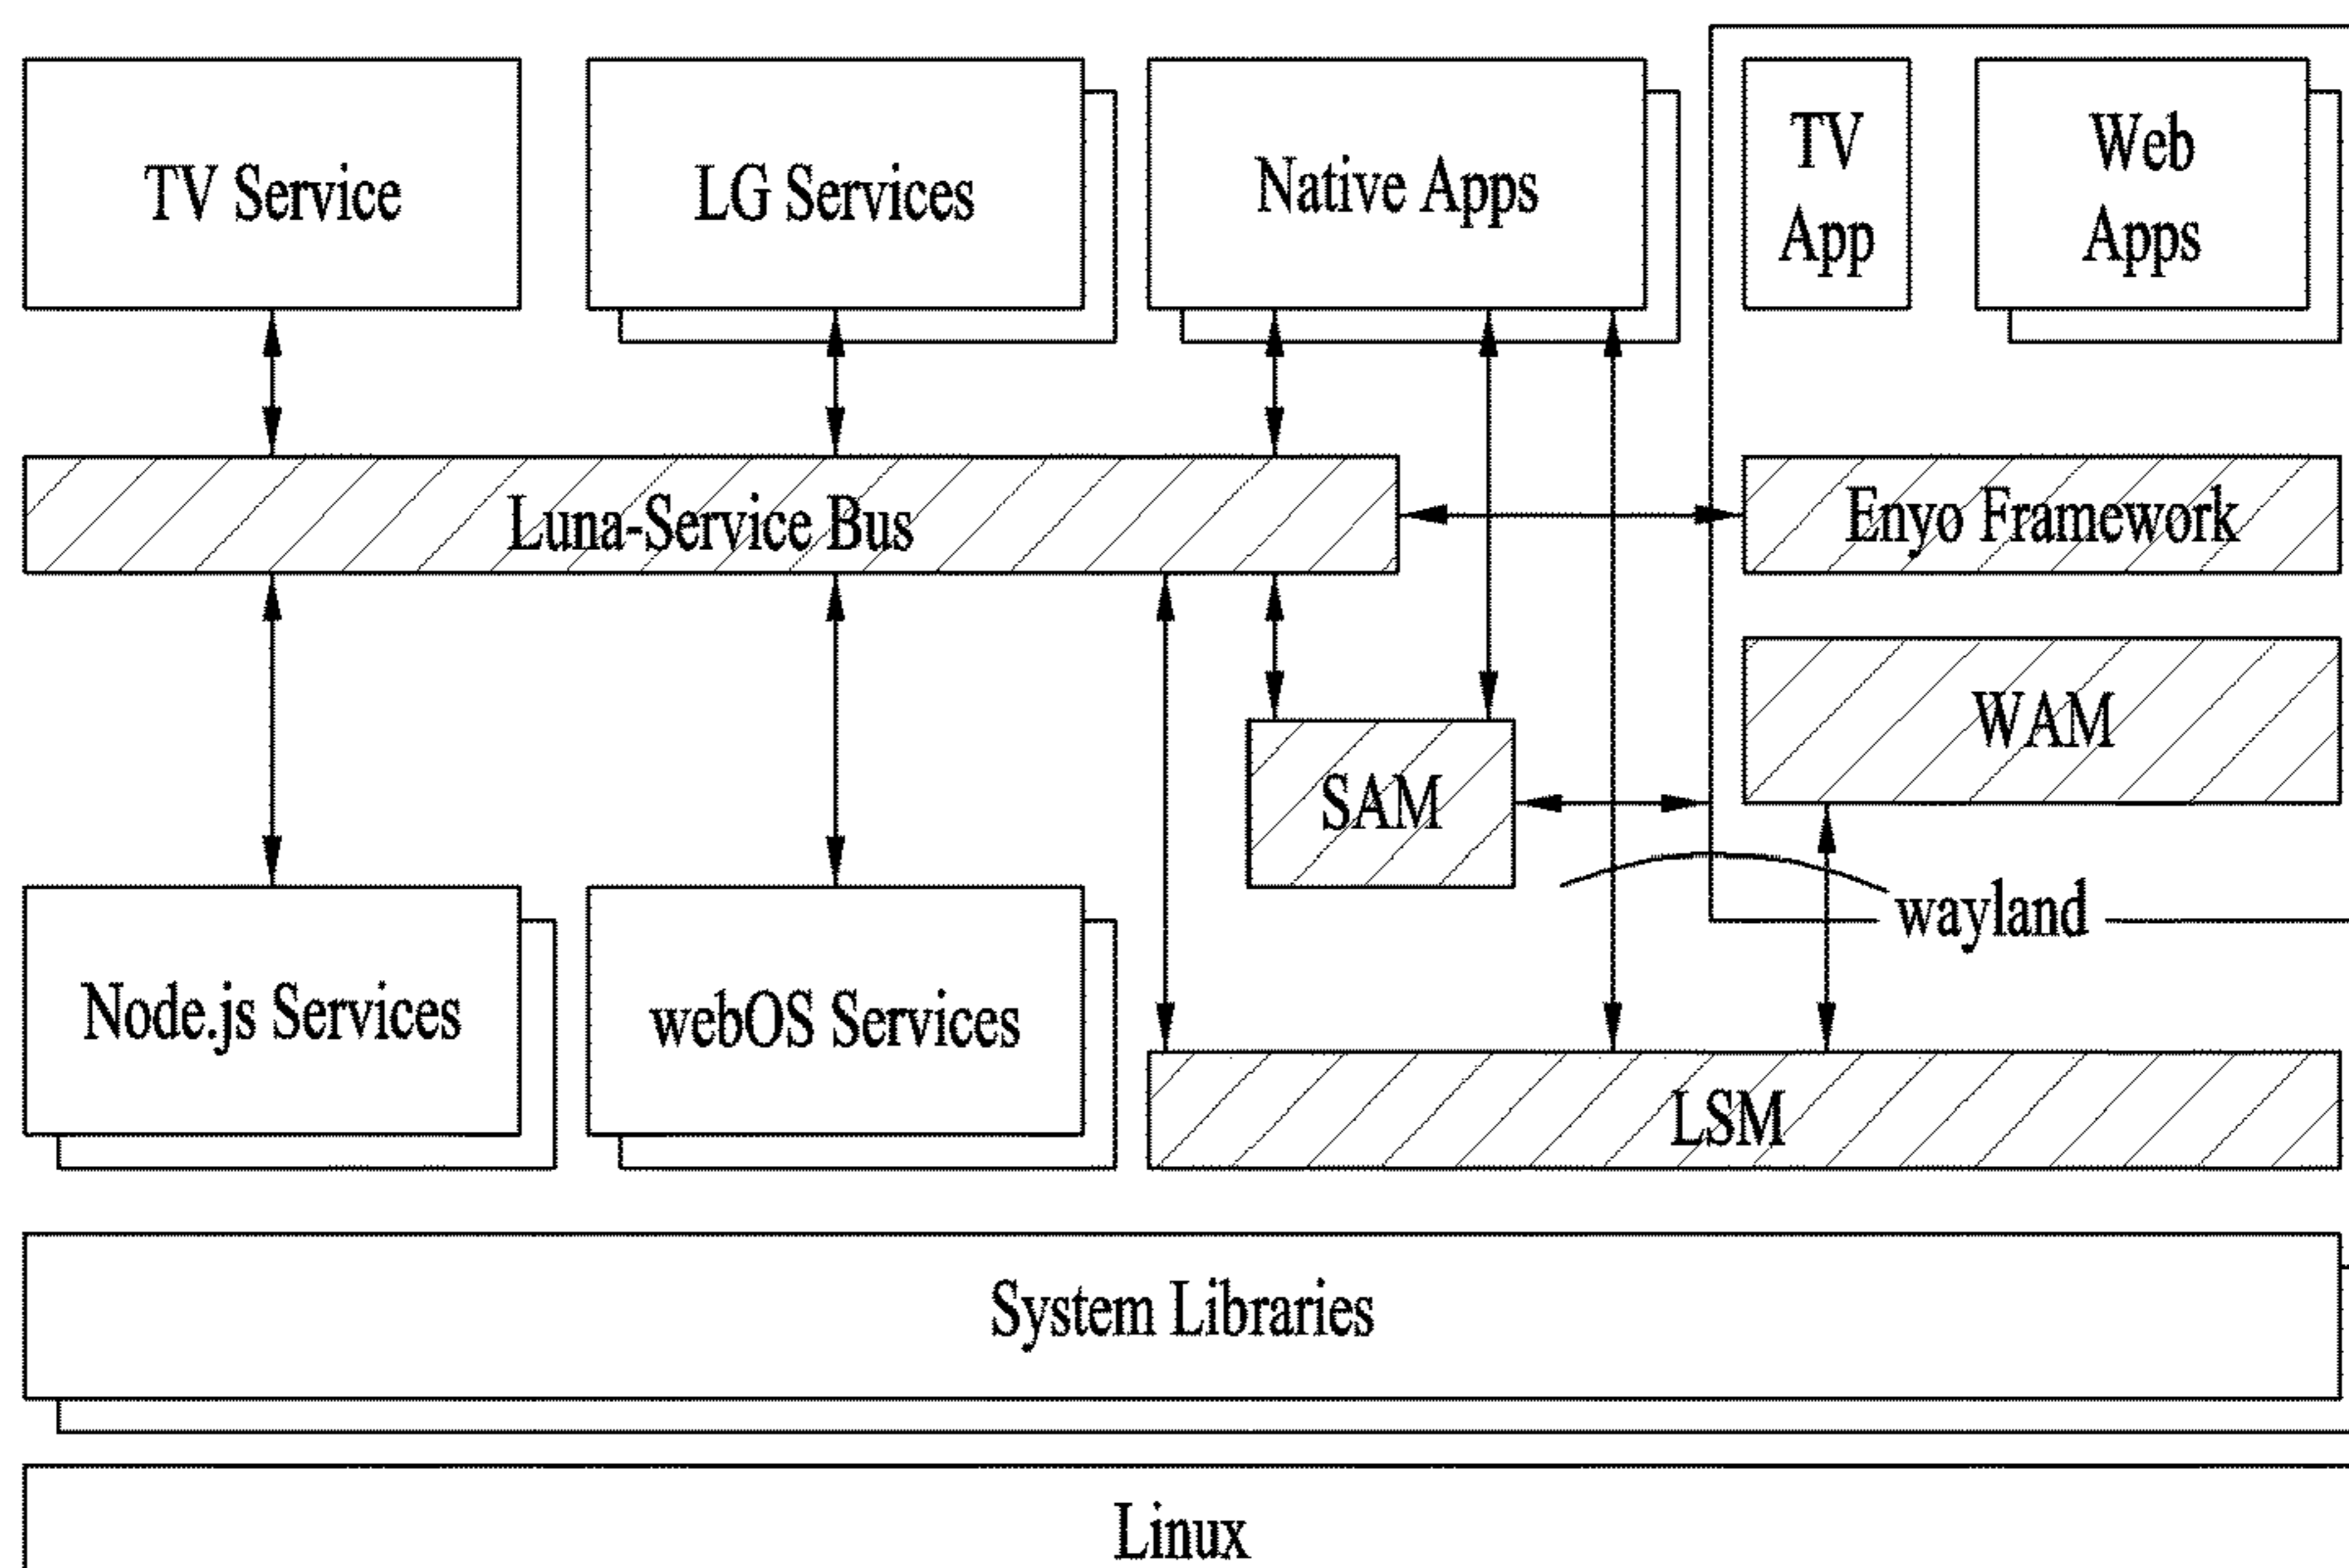 TV Service
LG Services
Native Apps
TV
App
Web
Apps
Luna-Service Bus
Enyo Framework
WAM
SAM
wayland
Node.js Services
webOS Services
LSM
System Libraries
Linux